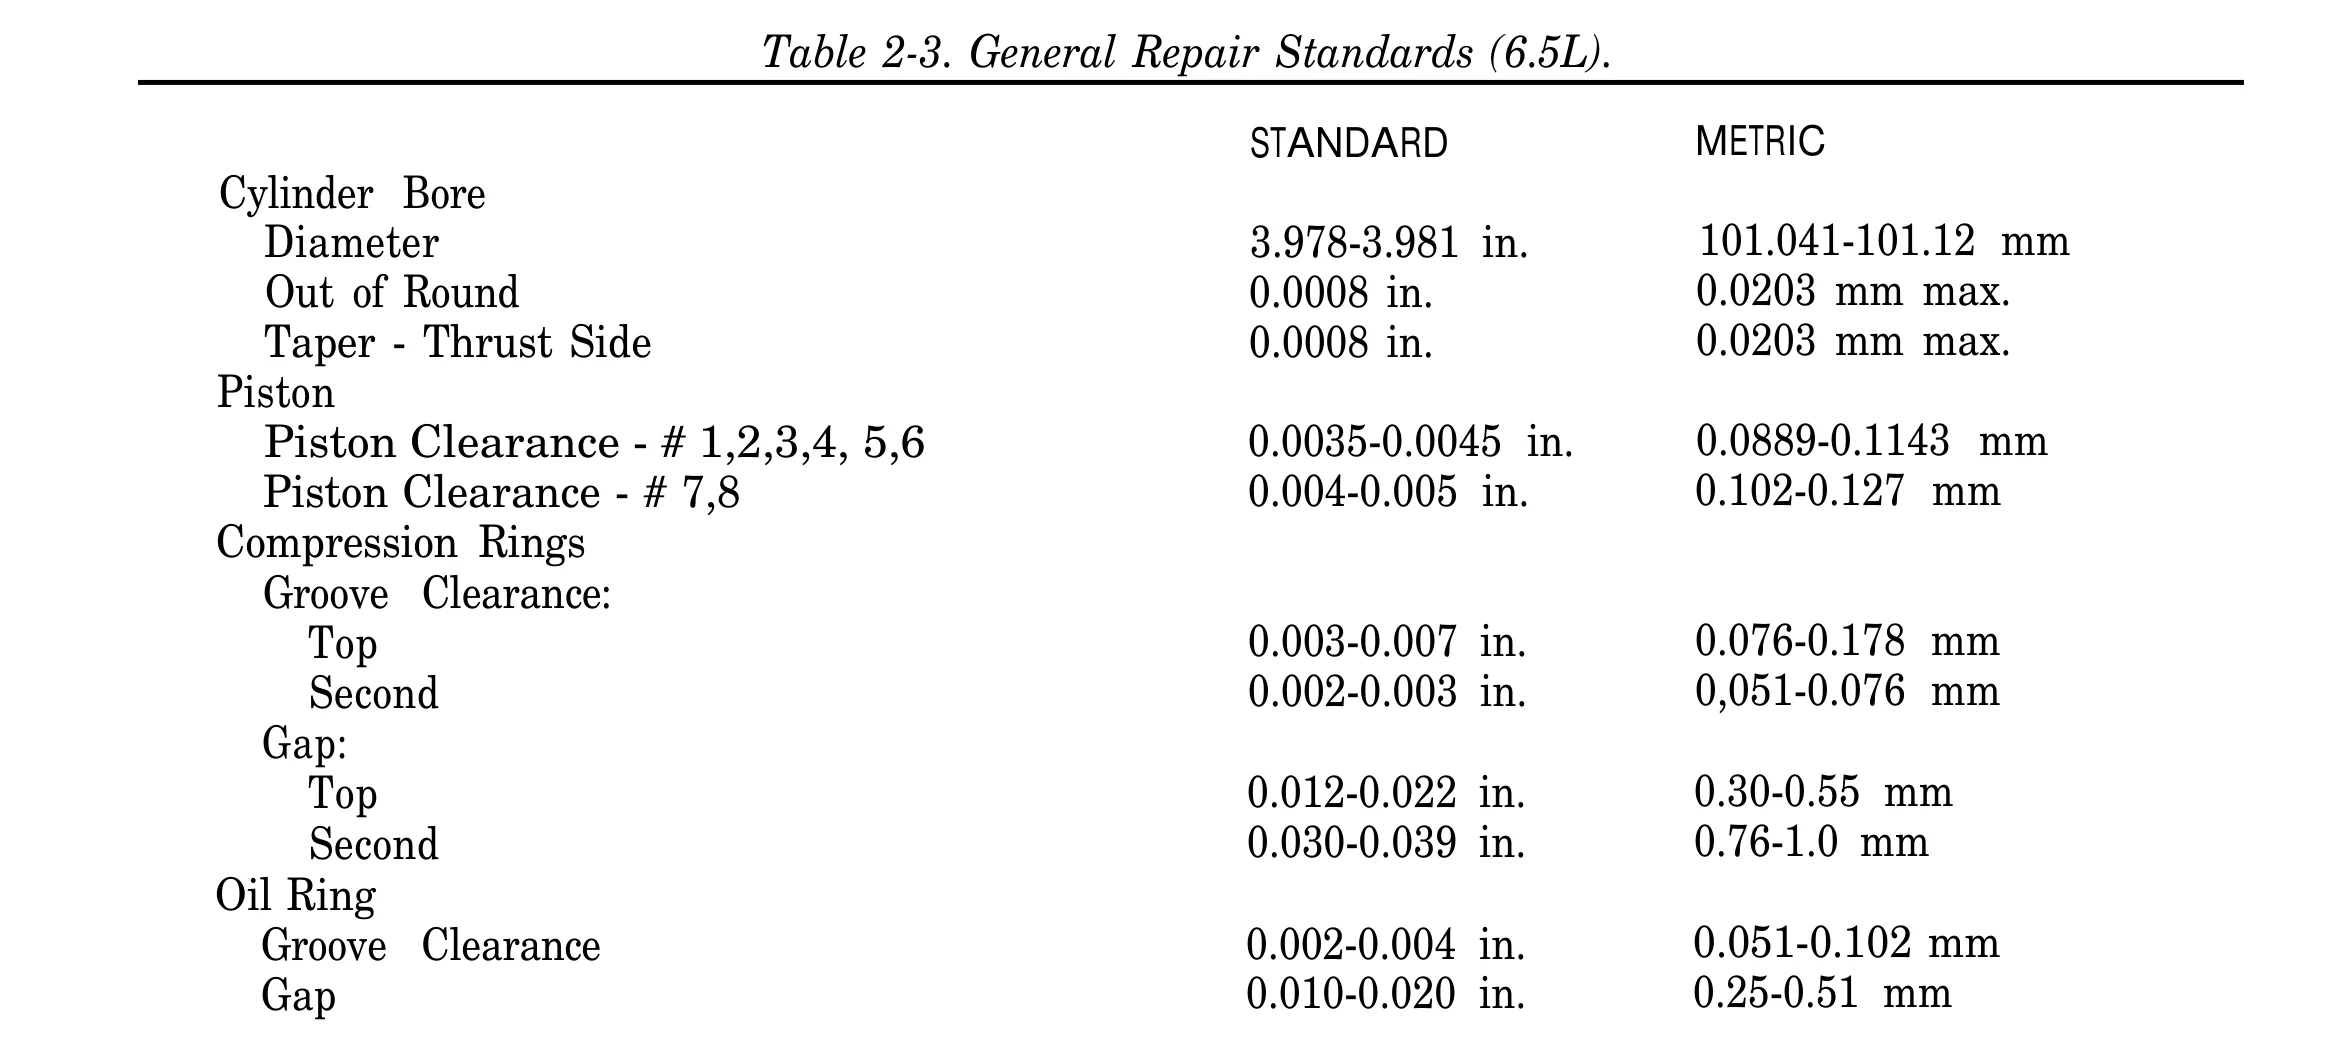 Table 2-3. General Repair Standards (6.5L).
STANDARD METRIC
Cylinder Bore
Diameter 3.978-3.981 in. 101.041-101.12 mm
Out of Round 0.0008 in. 0.0203 mm max.
Taper - Thrust Side 0.0008 in. 0.0203 mm max.
Piston
Piston Clearance - # 1,2,3,4, 5,6 0.0035-0.0045 in. 0.0889-0.1143 mm
Piston Clearance - # 7,8 0.004-0.005 in. 0.102-0.127 mm
Compression Rings
Groove Clearance:
Top 0.003-0.007 in. 0.076-0.178 mm
Second 0.002-0.003 in. 0,051-0.076 mm
Gap:
Top 0.012-0.022 in. 0.30-0.55 mm
Second 0.030-0.039 in. 0.76-1.0 mm
Oil Ring
Groove Clearance 0.002-0.004 in. 0.051-0.102 mm
Gap 0.010-0.020 in. 0.25-0.51 mm